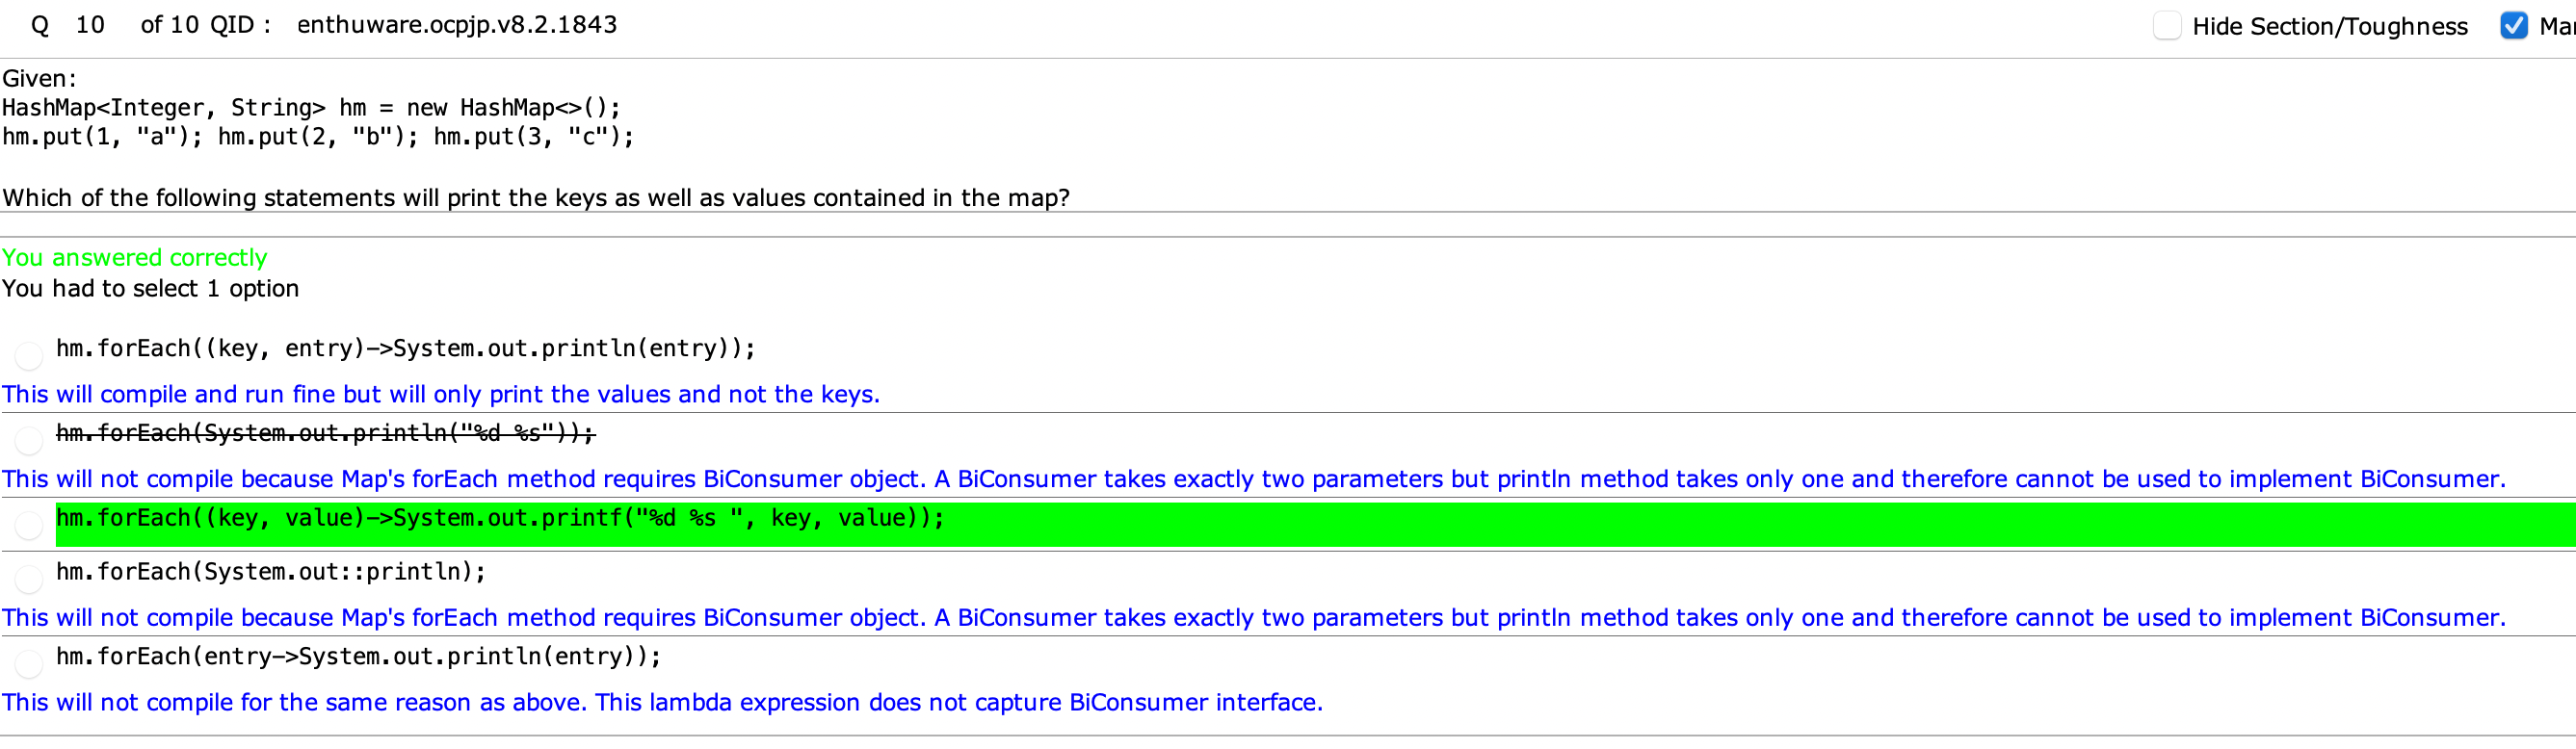 Q 10 of 10 QID : enthuware.ocpjp.v8.2.1843 Hide Section/Toughness Mar
Given:
HashMap<Integer, String> hm = new HashMap<>();
hm.put(1, "a"); hm.put(2, "b"); hm.put(3, "c");
Which of the following statements will print the keys as well as values contained in the map?
You answered correctly
You had to select 1 option
hm.forEach((key, entry)->System.out.println(entry));
This will compile and run fine but will only print the values and not the keys.
hm.forEach(System.out.println("%d %s"));
This will not compile because Map's forEach method requires BiConsumer object. A BiConsumer takes exactly two parameters but println method takes only one and therefore cannot be used to implement BiConsumer.
hm.forEach((key, value)->System.out.printf("%d %s ", key, value));
hm.forEach(System.out::println);
This will not compile because Map's forEach method requires BiConsumer object. A BiConsumer takes exactly two parameters but println method takes only one and therefore cannot be used to implement BiConsumer.
hm.forEach(entry->System.out.println(entry));
This will not compile for the same reason as above. This lambda expression does not capture BiConsumer interface.